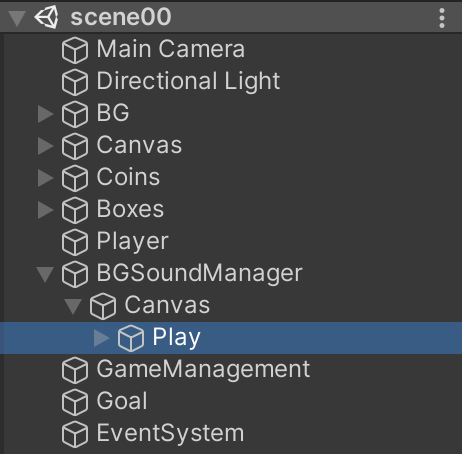 scene00
Main Camera
Directional Light
BG
Canvas
Coins
Boxes
Player
BGSoundManager
Canvas
Play
GameManagement
Goal
EventSystem